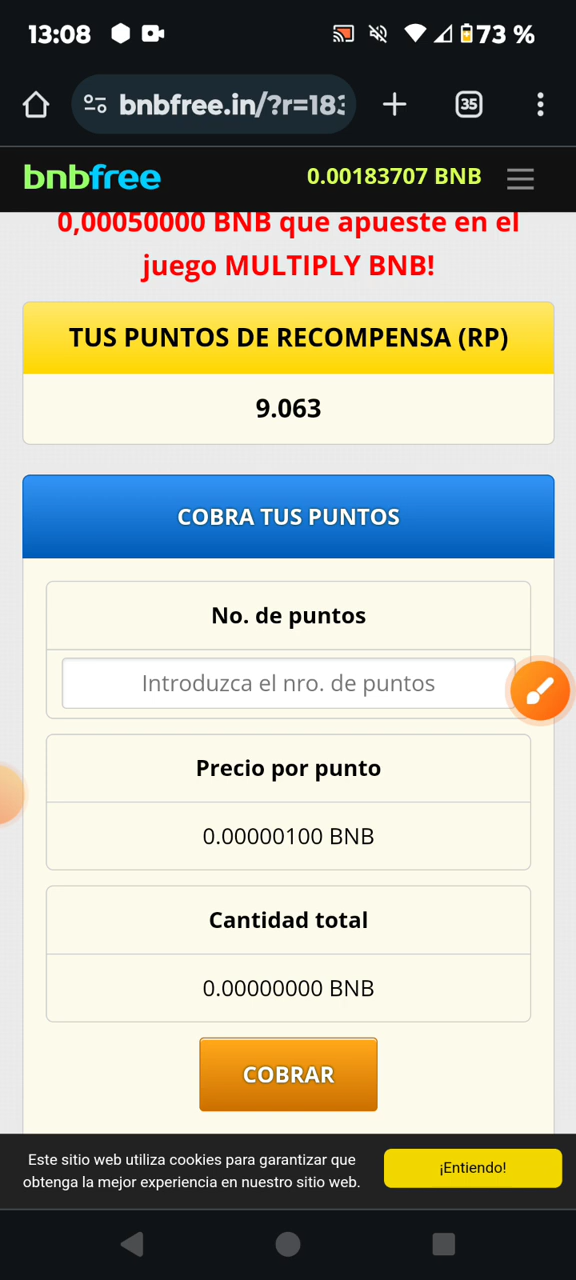 13:08
73 %
bnbfree.in/?r=183
35
bnbfree
0.00183707 BNB
0,00050000 BNB que apueste en el
juego MULTIPLY BNB!
TUS PUNTOS DE RECOMPENSA (RP)
9.063
COBRA TUS PUNTOS
No. de puntos
Introduzca el nro. de puntos
Precio por punto
0.00000100 BNB
Cantidad total
0.00000000 BNB
COBRAR
Este sitio web utiliza cookies para garantizar que
obtenga la mejor experiencia en nuestro sitio web.
¡Entiendo!